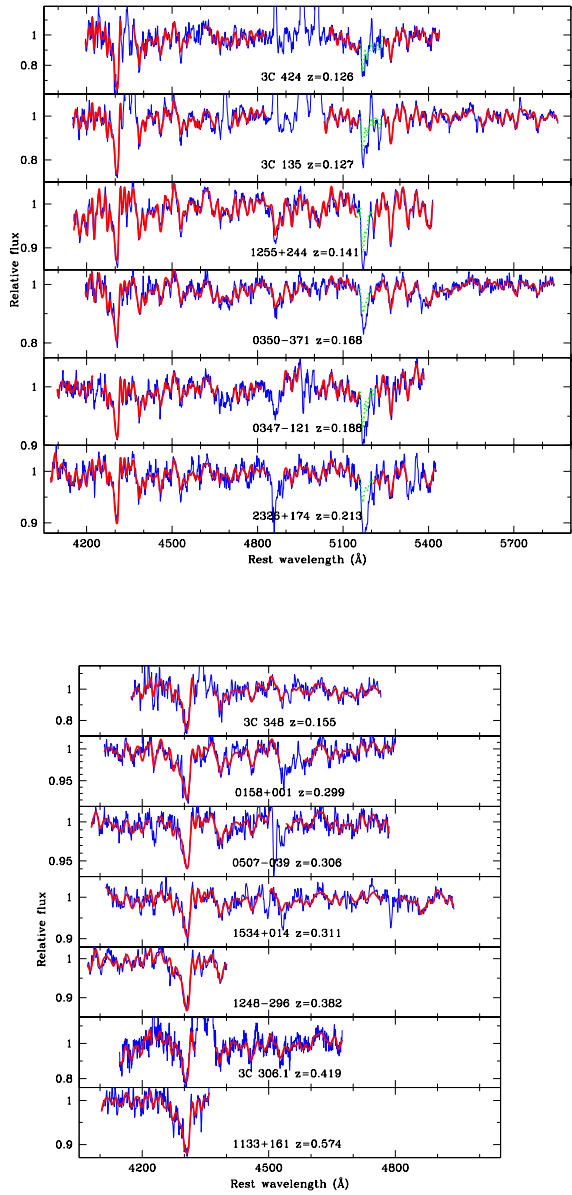 1
0.8
3C 424 z=0.126
1
0.8
3C 135 z=0.127
1
0.9
1255+244 z=0.141
1
0.8
0350−371 z=0.168
1
0.9
0347−121 z=0.188
1
0.9
2326+174 z=0.213
Relative flux
4200 4500 4800 5100 5400 5700
Rest wavelength (Å)
1
0.8
3C 348 z=0.155
1
0.95
0158+001 z=0.299
1
0.95
0507−039 z=0.306
1
0.9
1534+014 z=0.311
1
0.9
1248−296 z=0.382
1
0.8
3C 306.1 z=0.419
1
0.9
1133+161 z=0.574
Relative flux
4200 4500 4800
Rest wavelength (Å)